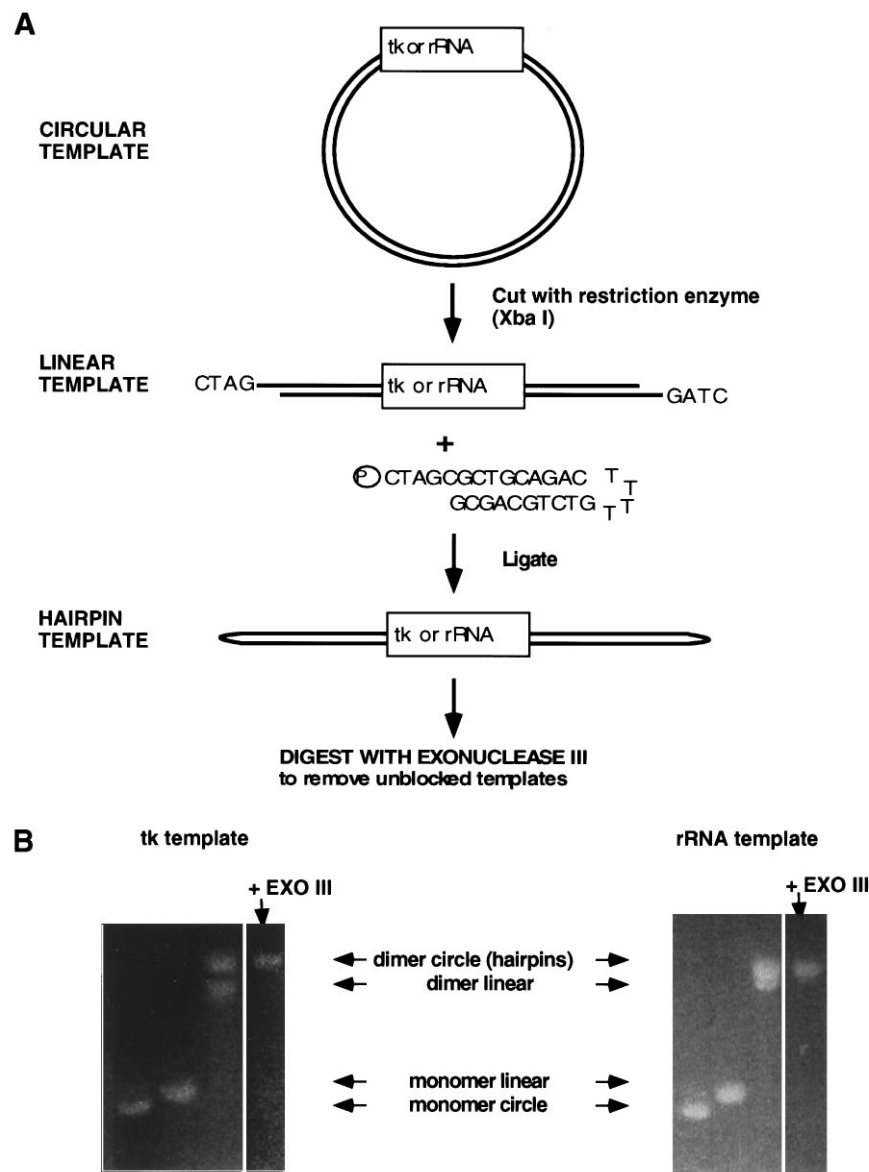 A
tk or rRNA
CIRCULAR
TEMPLATE
Cut with restriction enzyme
(Xba I)
LINEAR
TEMPLATE
CTAG
tk or rRNA
GATC
+
P CTAGCGCTGCAGAC T T
GCGACGTCTG T T
Ligate
HAIRPIN
TEMPLATE
tk or rRNA
DIGEST WITH EXONUCLEASE III
to remove unblocked templates
B
tk template
rRNA template
+ EXO III
+ EXO III
dimer circle (hairpins)
dimer linear
monomer linear
monomer circle